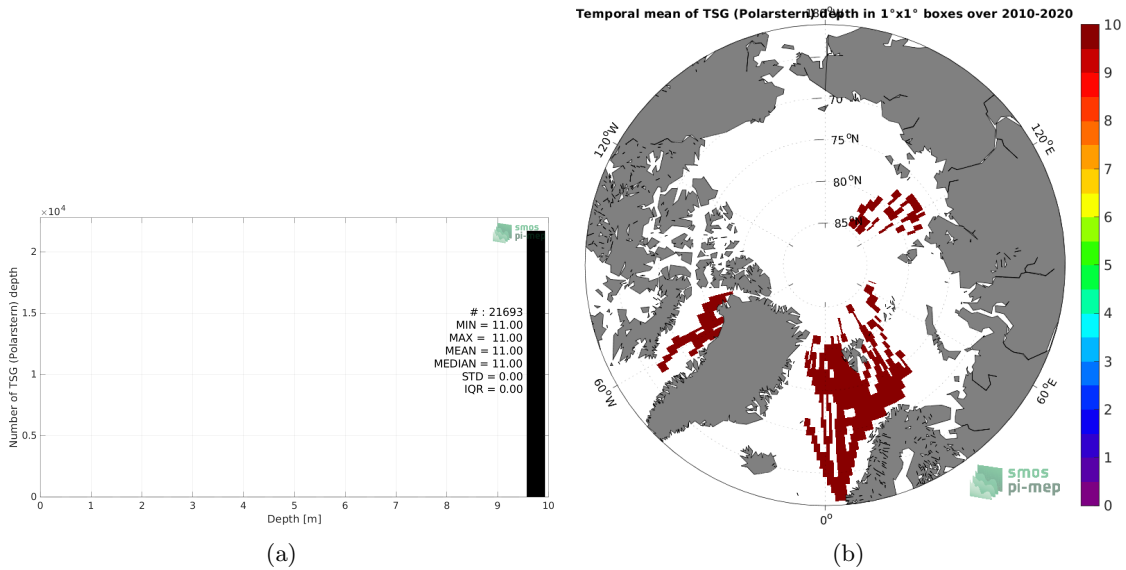 Temporal mean of TSG (Polarstern) depth in 1°x1° boxes over 2010-2020
×10⁴
2
1.5
1
0.5
0
Number of TSG (Polarstern) depth
smos
pi-mep
# : 21693
MIN = 11.00
MAX = 11.00
MEAN = 11.00
MEDIAN = 11.00
STD = 0.00
IQR = 0.00
0 1 2 3 4 5 6 7 8 9 10
Depth [m]
(a)
120°W
75°N
80°N
120°E
60°W
60°E
0°
smos
pi-mep
10
9
8
7
6
5
4
3
2
1
0
(b)